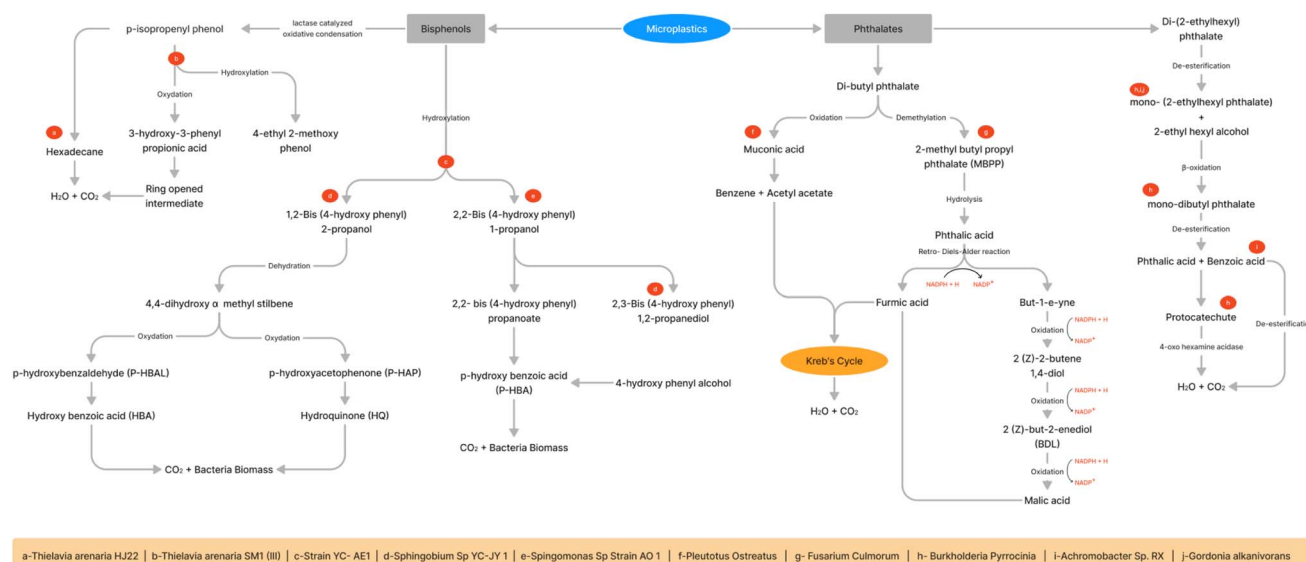 p-isopropenyl phenol
lactase catalyzed
oxidative condensation
Bisphenols
Microplastics
Phthalates
Di-(2-ethylhexyl)
phthalate
b
Hydroxylation
Oxydation
a
Hexadecane
3-hydroxy-3-phenyl
propionic acid
4-ethyl 2-methoxy
phenol
H₂O + CO₂
Ring opened
intermediate
Hydroxylation
c
d
e
1,2-Bis (4-hydroxy phenyl)
2-propanol
2,2-Bis (4-hydroxy phenyl)
1-propanol
Dehydration
4,4-dihydroxy α methyl stilbene
2,2- bis (4-hydroxy phenyl)
propanoate
d
2,3-Bis (4-hydroxy phenyl)
1,2-propanediol
Oxydation
Oxydation
p-hydroxybenzaldehyde (P-HBAL)
p-hydroxyacetophenone (P-HAP)
p-hydroxy benzoic acid
(P-HBA)
4-hydroxy phenyl alcohol
Hydroxy benzoic acid (HBA)
Hydroquinone (HQ)
CO₂ + Bacteria Biomass
CO₂ + Bacteria Biomass
Di-butyl phthalate
Oxidation
Demethylation
f
Muconic acid
g
2-methyl butyl propyl
phthalate (MBPP)
Benzene + Acetyl acetate
Hydrolysis
Phthalic acid
Retro- Diels-Alder reaction
NADPH + H
NADP⁺
Furmic acid
But-1-e-yne
Kreb's Cycle
H₂O + CO₂
Oxidation
NADPH + H
NADP⁺
2 (Z)-2-butene
1,4-diol
Oxidation
NADPH + H
NADP⁺
2 (Z)-but-2-enediol
(BDL)
Oxidation
NADPH + H
NADP⁺
Malic acid
De-esterification
h,i,j
mono- (2-ethylhexyl phthalate)
+
2-ethyl hexyl alcohol
β-oxidation
h
mono-dibutyl phthalate
De-esterification
i
Phthalic acid + Benzoic acid
h
Protocatechute
De-esterification
4-oxo hexamine acidase
H₂O + CO₂
a-Thielavia arenaria HJ22 | b-Thielavia arenaria SM1 (III) | c-Strain YC- AE1 | d-Sphingobium Sp YC-JY 1 | e-Spingomonas Sp Strain AO 1 | f-Pleutotus Ostreatus | g- Fusarium Culmorum | h- Burkholderia Pyrrocinia | i-Achromobacter Sp. RX | j-Gordonia alkanivorans